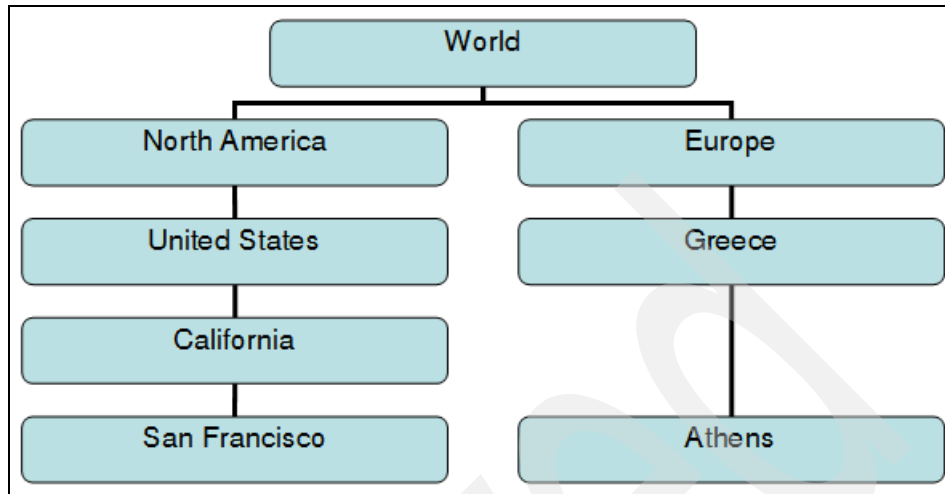 World
North America
Europe
United States
Greece
California
San Francisco
Athens